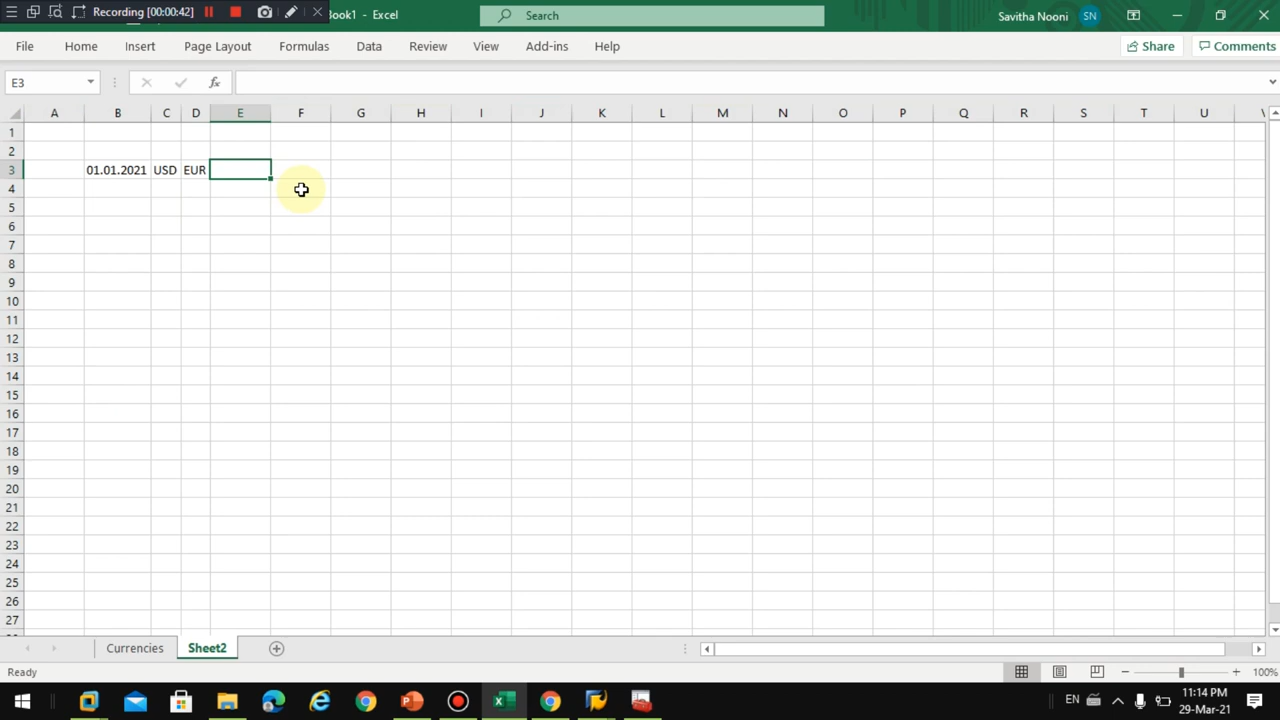 Recording [00:00:42]
Book1 - Excel
Search
Savitha Nooni
SN
File Home Insert Page Layout Formulas Data Review View Add-ins Help
Share
Comments
E3
fx
A B C D E F G H I J K L M N O P Q R S T U
1
2
3 01.01.2021 USD EUR
4
5
6
7
8
9
10
11
12
13
14
15
16
17
18
19
20
21
22
23
24
25
26
27
Currencies Sheet2
Ready
100%
EN
11:14 PM
29-Mar-21